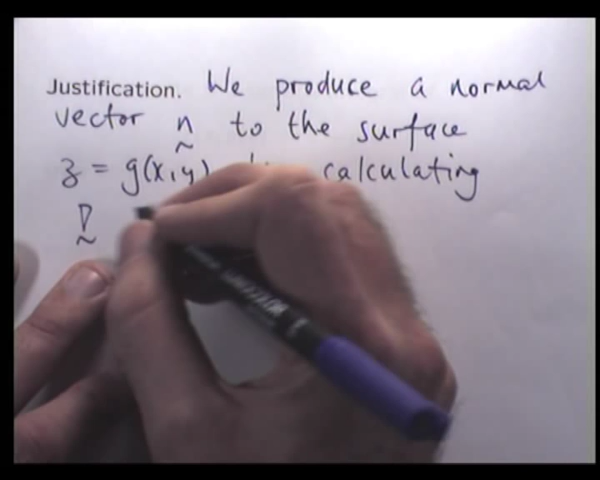 Justification. We produce a normal
vector n to the surface
z = g(x,y) calculating
∇